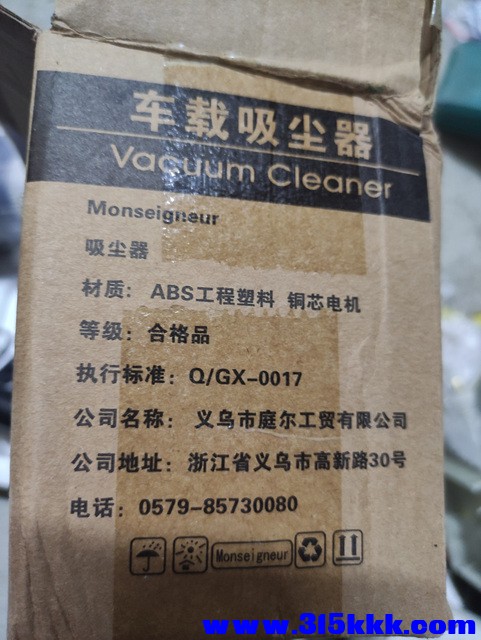 车载吸尘器
Vacuum Cleaner
Monseigneur
吸尘器
材质：ABS工程塑料 铜芯电机
等级：合格品
执行标准：Q/GX-0017
公司名称：义乌市庭尔工贸有限公司
公司地址：浙江省义乌市高新路30号
电话：0579-85730080
Monseigneur
www.315kkk.com